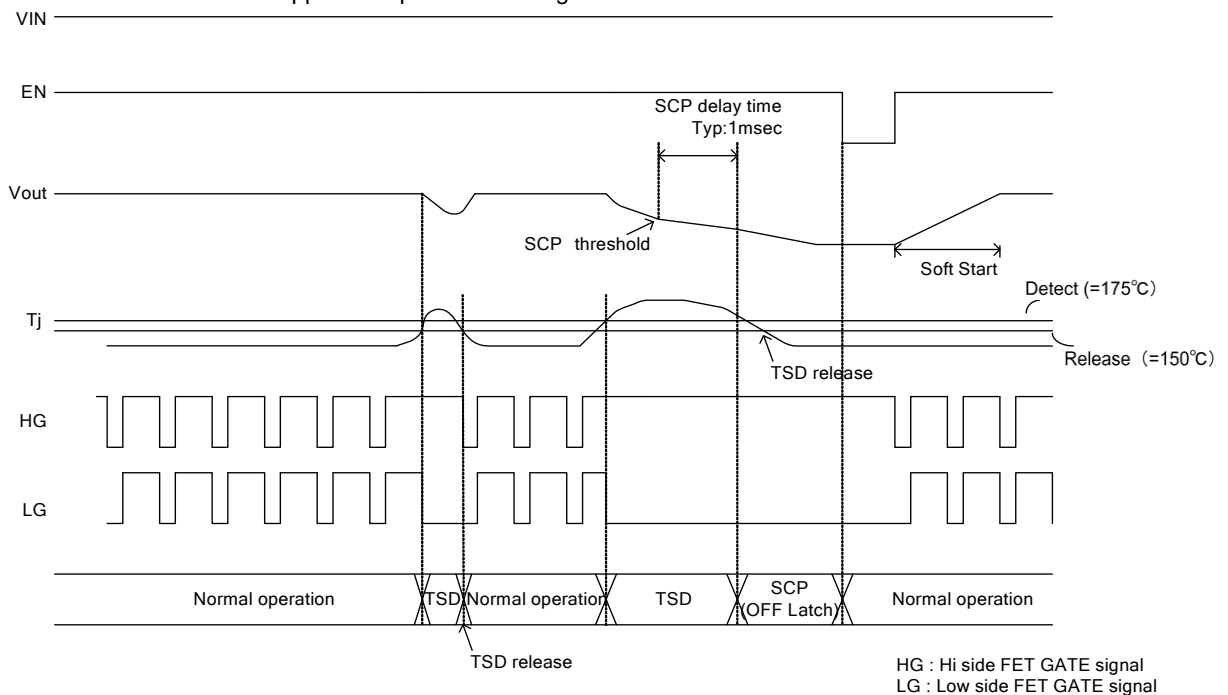 VIN
EN
SCP delay time
Typ:1msec
Vout
SCP threshold
Soft Start
Detect (=175℃)
Tj
Release （=150℃)
TSD release
HG
LG
Normal operation
TSD
Normal operation
TSD
SCP
(OFF Latch)
Normal operation
TSD release
HG : Hi side FET GATE signal
LG : Low side FET GATE signal